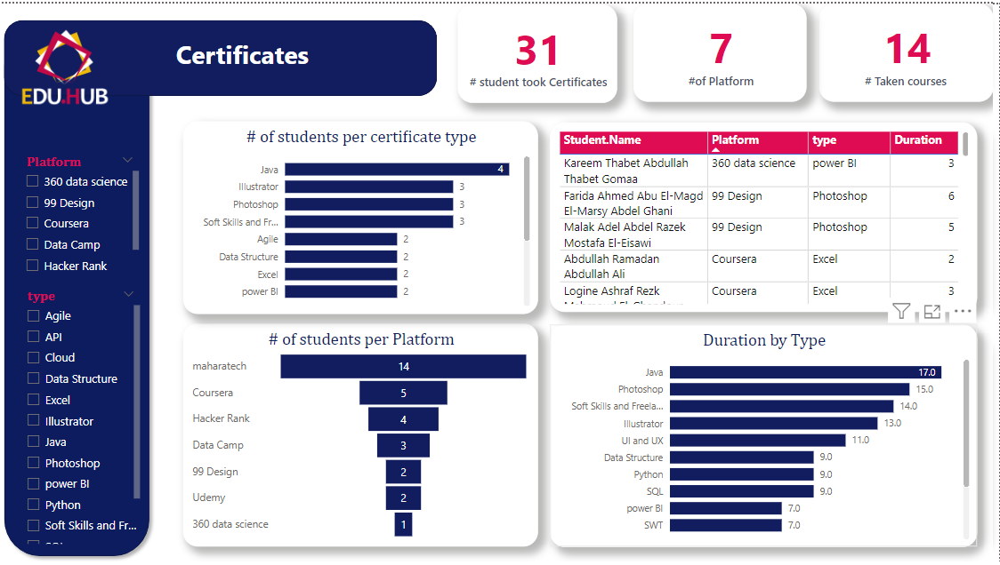 EDU.HUB
Certificates
31
# student took Certificates
7
#of Platform
14
# Taken courses
Platform
360 data science
99 Design
Coursera
Data Camp
Hacker Rank
type
Agile
API
Cloud
Data Structure
Excel
Illustrator
Java
Photoshop
power BI
Python
Soft Skills and Fr...
# of students per certificate type
Java 4
Illustrator 3
Photoshop 3
Soft Skills and Fr... 3
Agile 2
Data Structure 2
Excel 2
power BI 2
Student.Name Platform type Duration
Kareem Thabet Abdullah 360 data science power BI 3
Thabet Gomaa
Farida Ahmed Abu El-Magd 99 Design Photoshop 6
El-Marsy Abdel Ghani
Malak Adel Abdel Razek 99 Design Photoshop 5
Mostafa El-Eisawi
Abdullah Ramadan Coursera Excel 2
Abdullah Ali
Logine Ashraf Rezk Coursera Excel 3
# of students per Platform
maharatech 14
Coursera 5
Hacker Rank 4
Data Camp 3
99 Design 2
Udemy 2
360 data science 1
Duration by Type
Java 17.0
Photoshop 15.0
Soft Skills and Freela... 14.0
Illustrator 13.0
UI and UX 11.0
Data Structure 9.0
Python 9.0
SQL 9.0
power BI 7.0
SWT 7.0